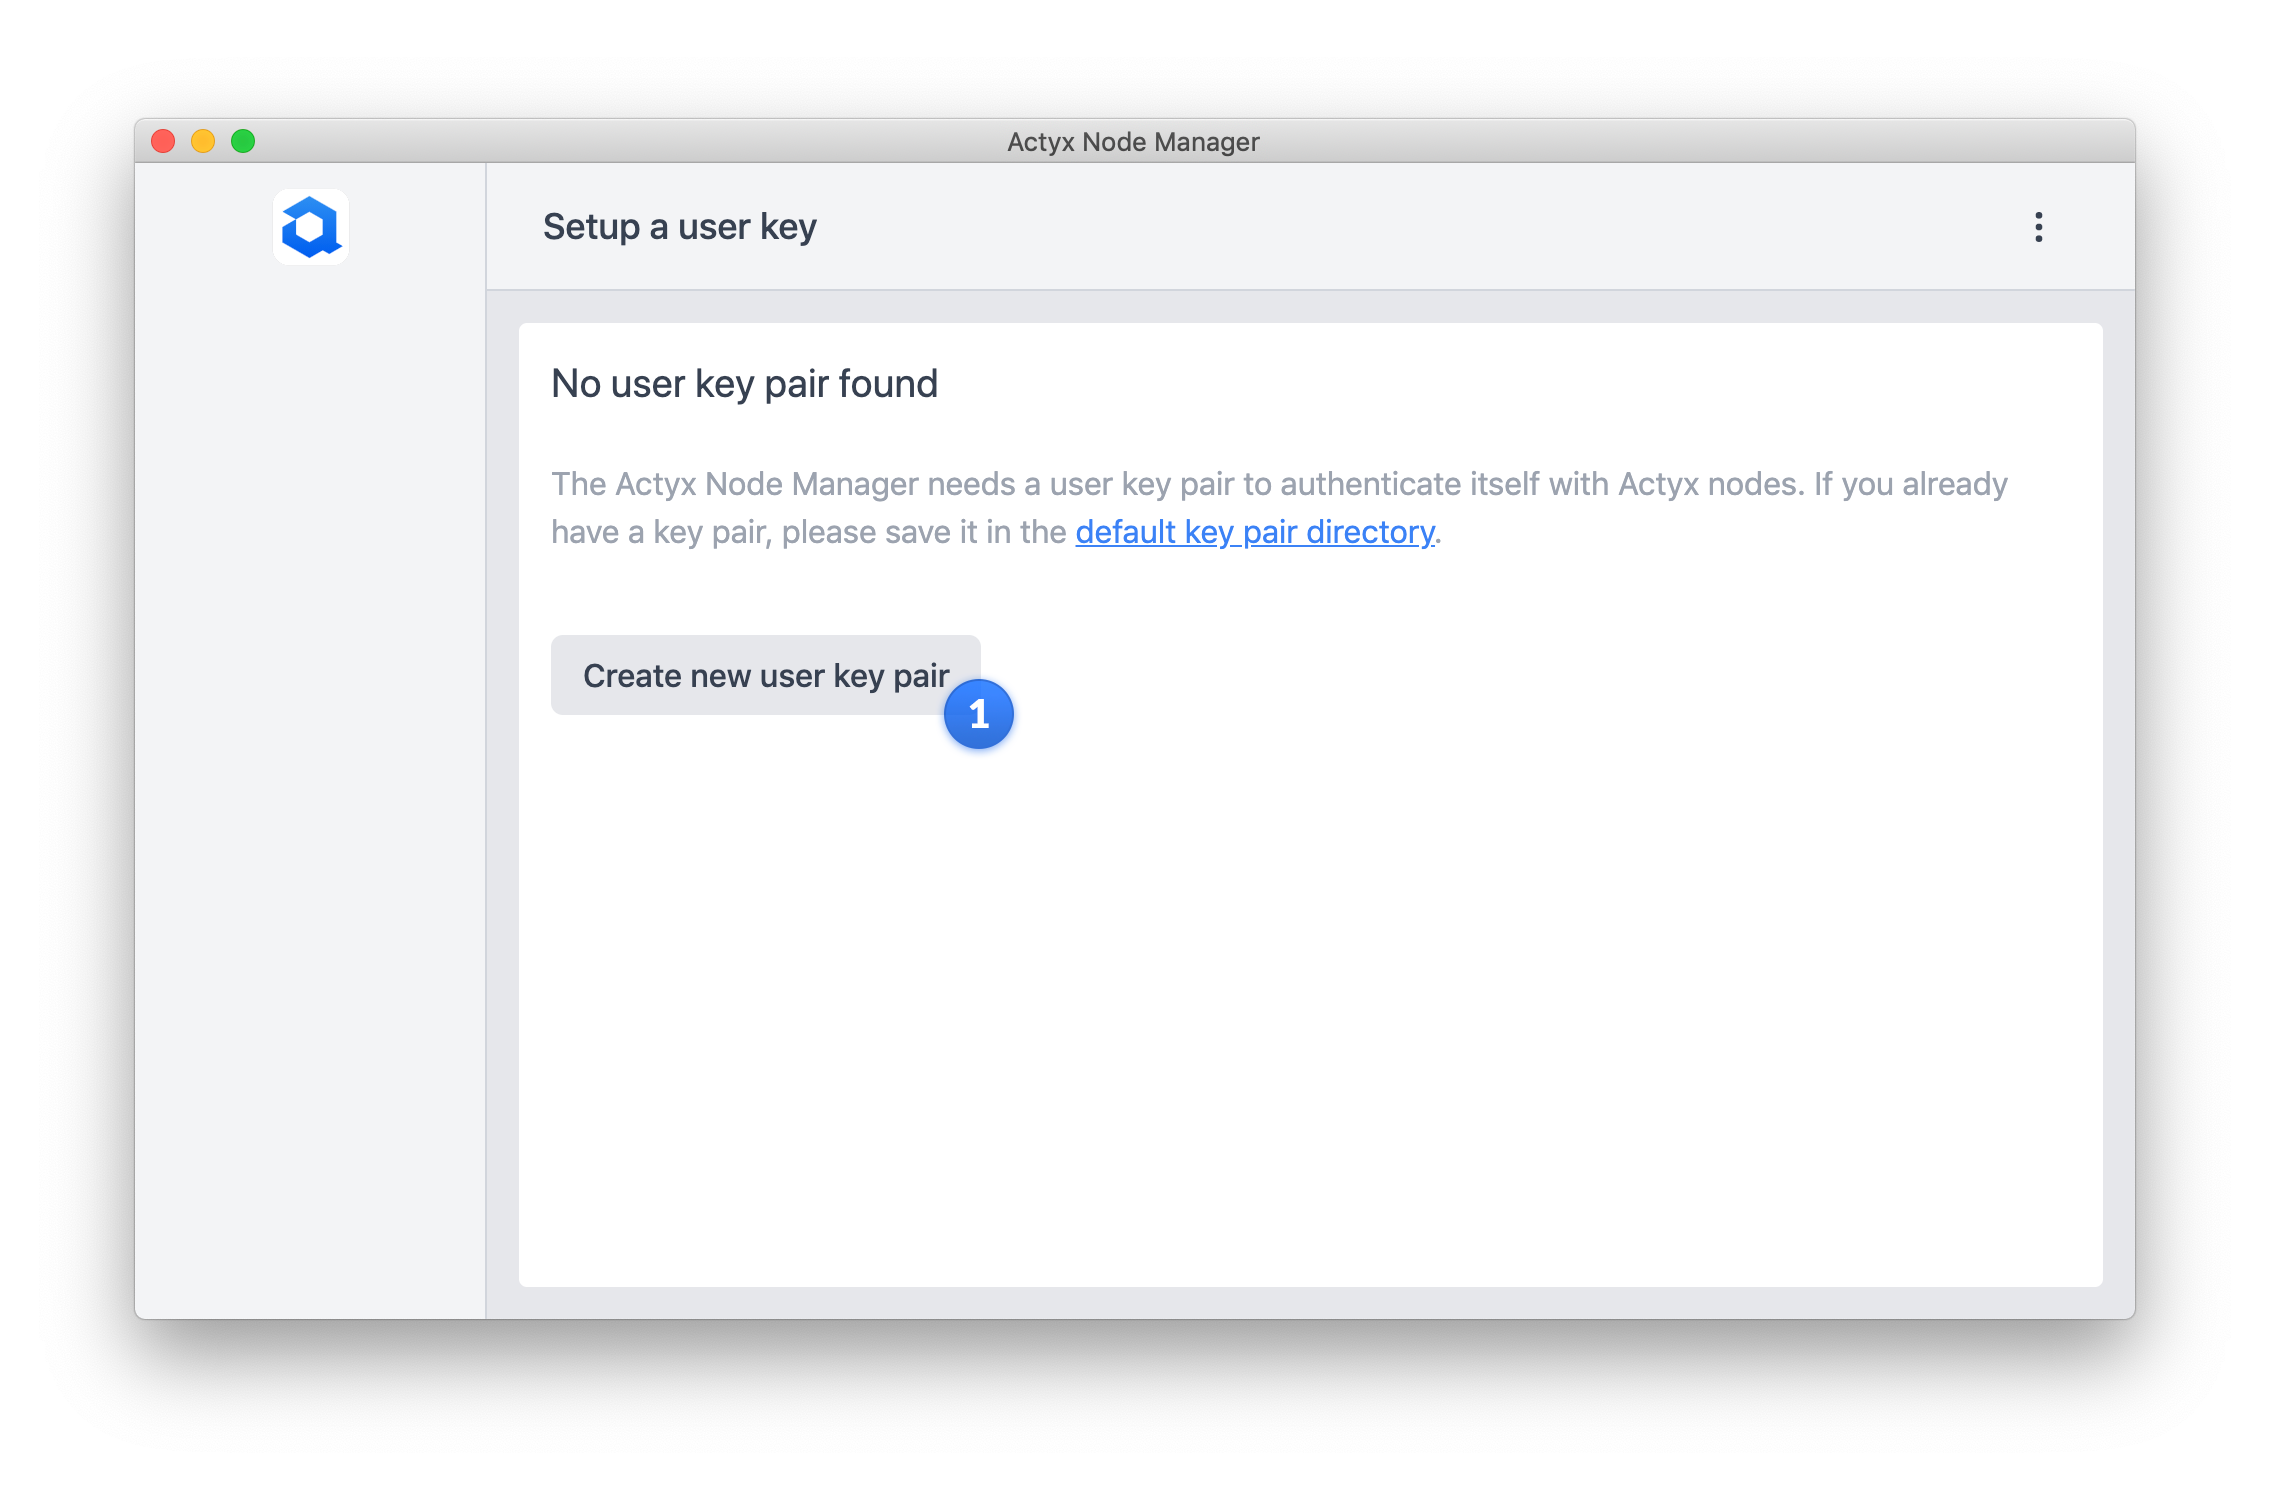 Actyx Node Manager
Setup a user key
No user key pair found
The Actyx Node Manager needs a user key pair to authenticate itself with Actyx nodes. If you already
have a key pair, please save it in the default key pair directory.
Create new user key pair
1